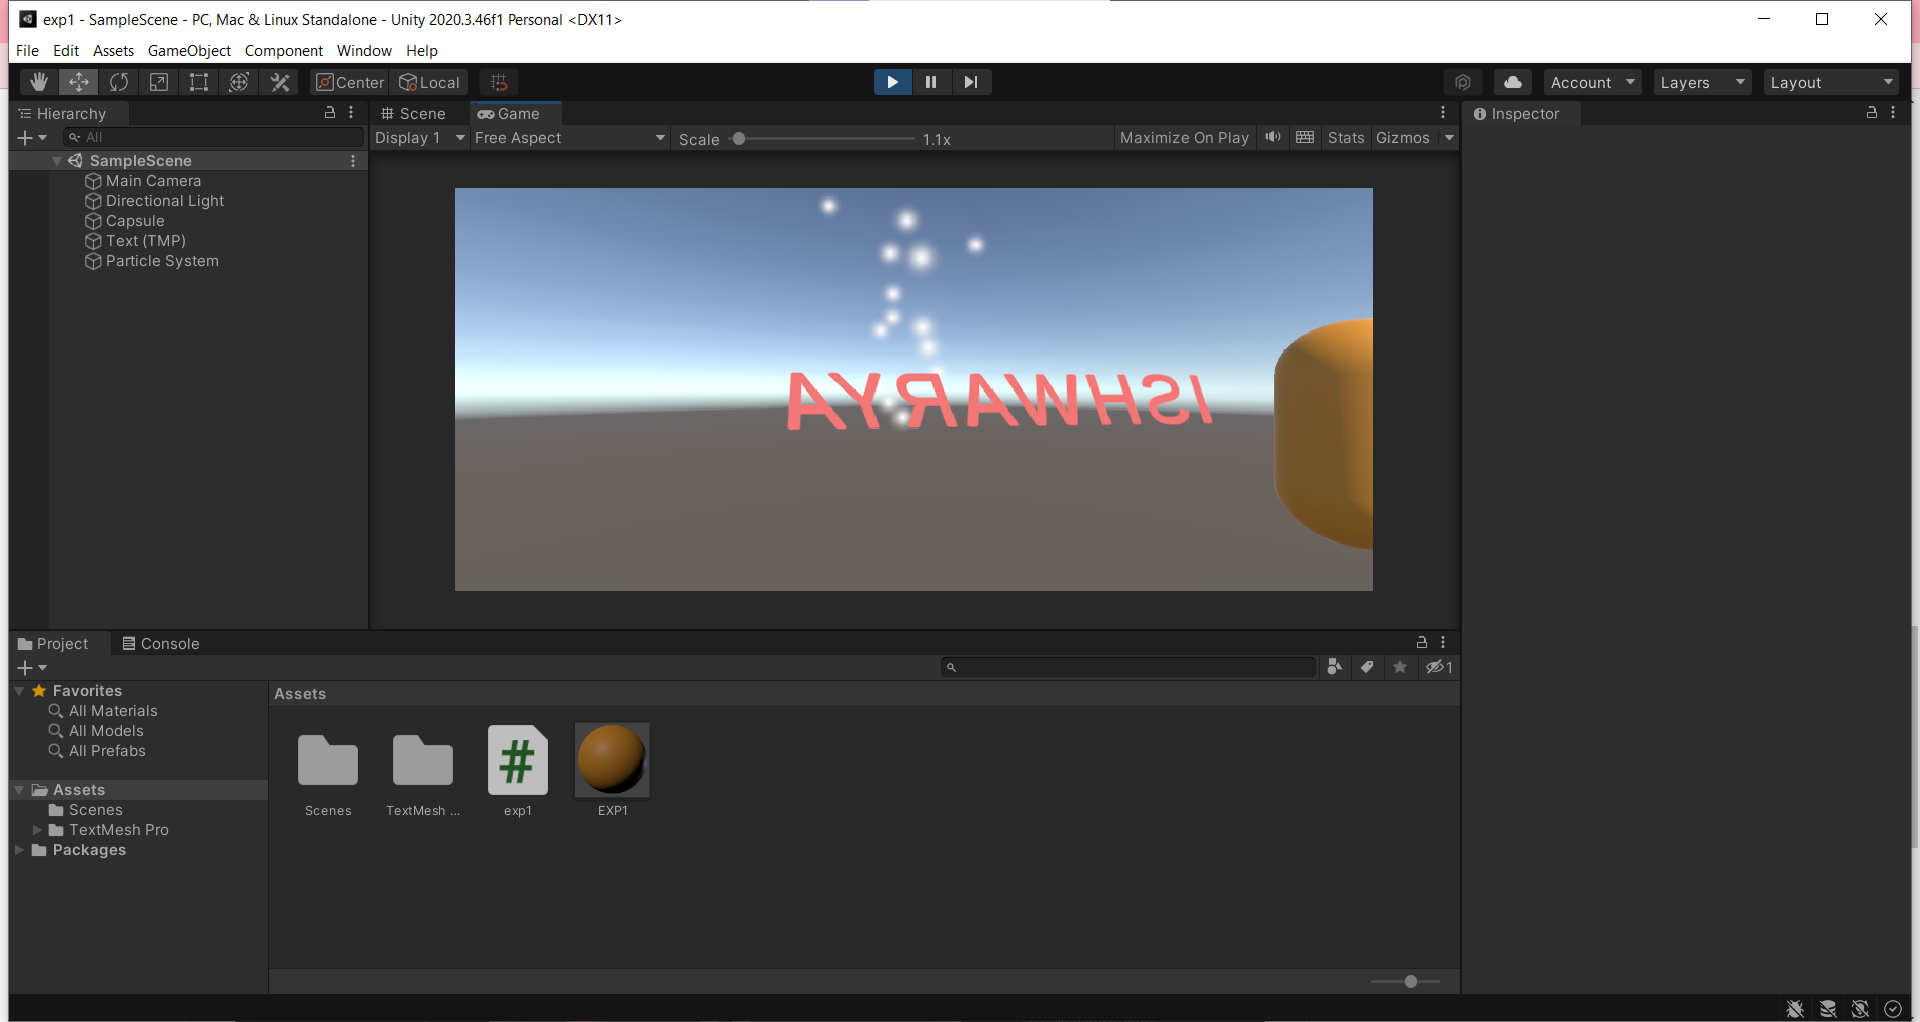 exp1 - SampleScene - PC, Mac & Linux Standalone - Unity 2020.3.46f1 Personal <DX11>
File Edit Assets GameObject Component Window Help
Center Local Account Layers Layout
Hierarchy
All
SampleScene
Main Camera
Directional Light
Capsule
Text (TMP)
Particle System
Scene Game
Display 1 Free Aspect Scale 1.1x Maximize On Play Stats Gizmos
ISHWARYA
Inspector
Project Console
1
Favorites
All Materials
All Models
All Prefabs
Assets
Scenes
TextMesh Pro
Packages
Assets
Scenes TextMesh ... exp1 EXP1